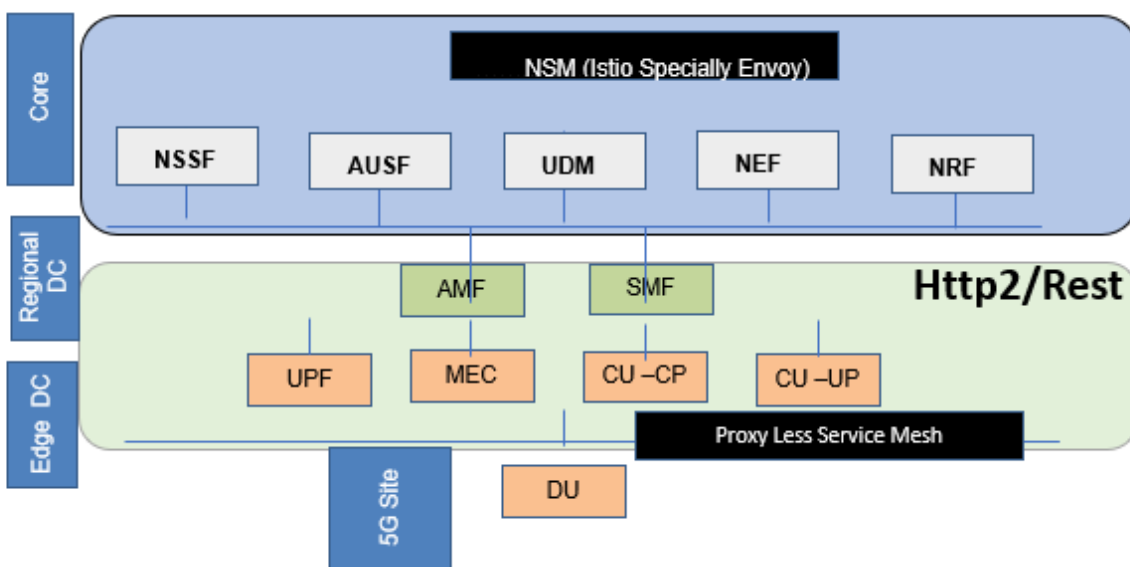 Core
NSM (Istio Specially Envoy)
NSSF
AUSF
UDM
NEF
NRF
Regional
DC
AMF
SMF
Http2/Rest
Edge DC
UPF
MEC
CU –CP
CU –UP
Proxy Less Service Mesh
5G Site
DU